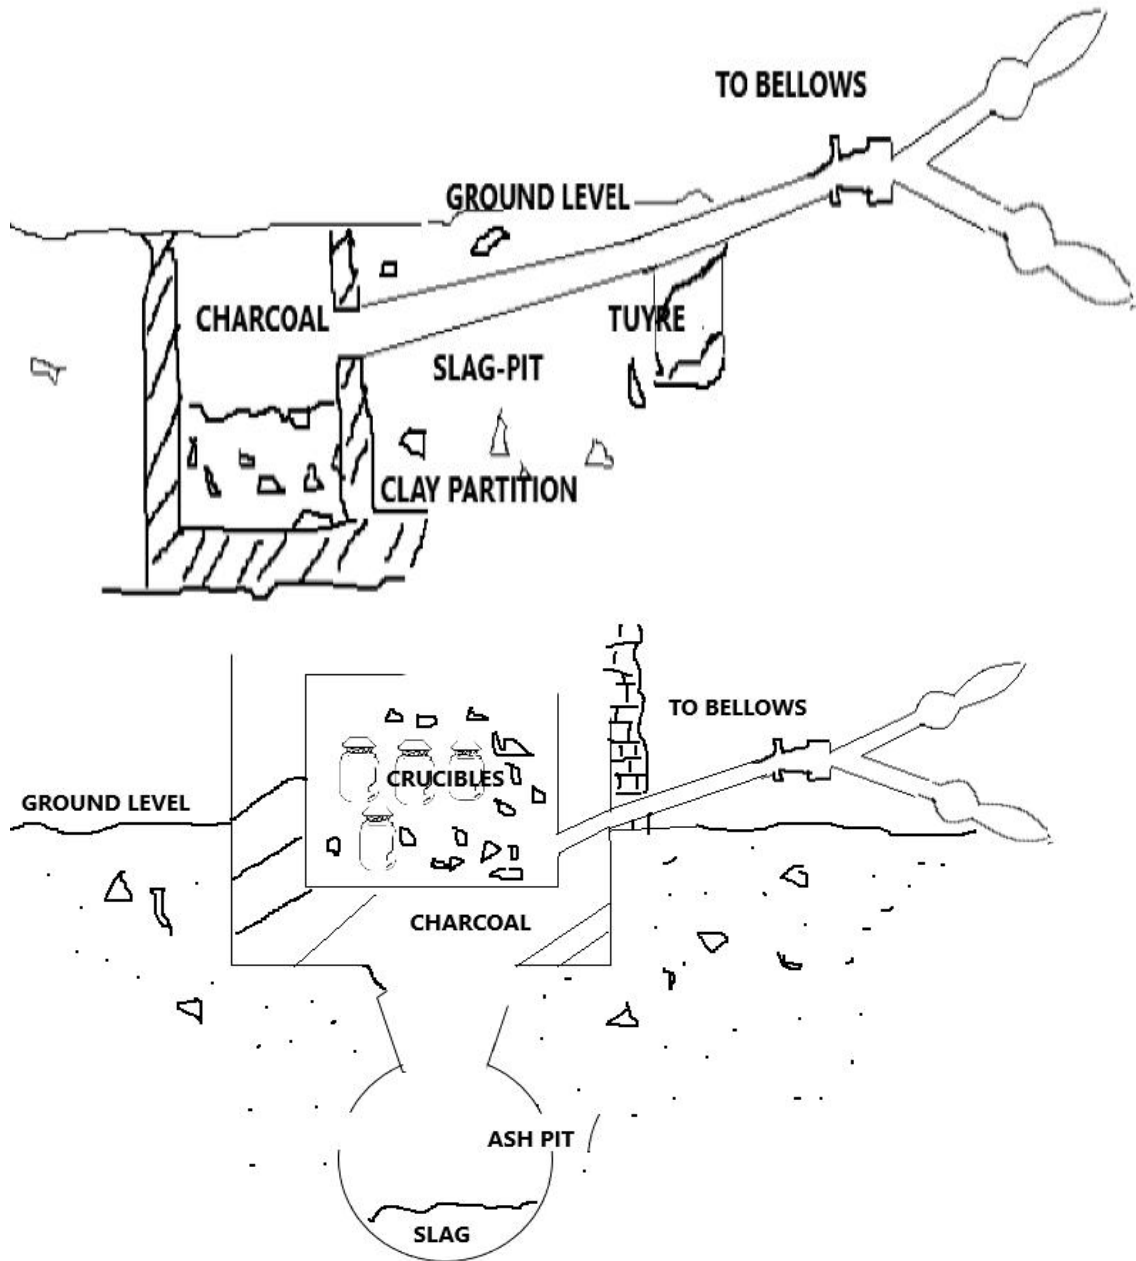 TO BELLOWS
GROUND LEVEL
CHARCOAL
TUYRE
SLAG-PIT
CLAY PARTITION
TO BELLOWS
CRUCIBLES
GROUND LEVEL
CHARCOAL
ASH PIT
SLAG